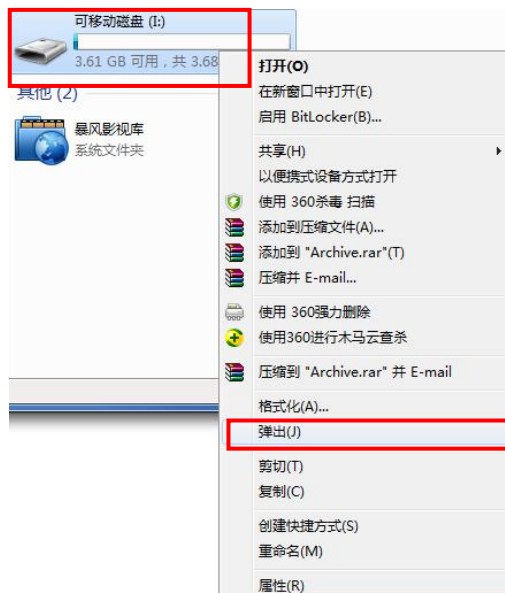 可移动磁盘 (I:)
3.61 GB 可用，共 3.68
其他 (2)
暴风影视库
系统文件夹
打开(O)
在新窗口中打开(E)
启用 BitLocker(B)...
共享(H)
以便携式设备方式打开
使用 360杀毒 扫描
添加到压缩文件(A)...
添加到 "Archive.rar"(T)
压缩并 E-mail...
使用 360强力删除
使用360进行木马云查杀
压缩到 "Archive.rar" 并 E-mail
格式化(A)...
弹出(J)
剪切(T)
复制(C)
创建快捷方式(S)
重命名(M)
属性(R)